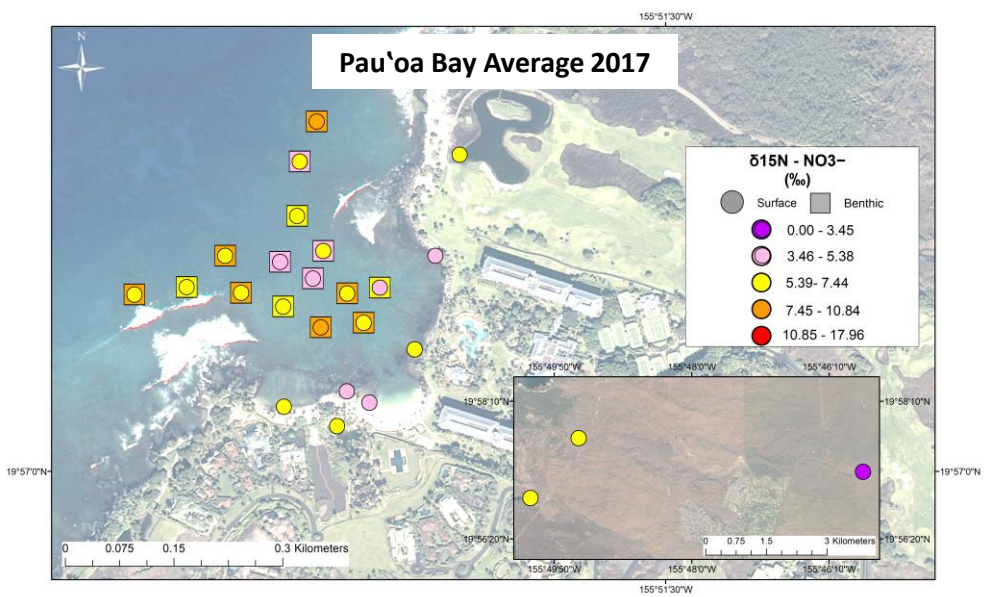 155°51'30"W
N
Pauʻoa Bay Average 2017
δ15N - NO3−
(‰)
Surface Benthic
0.00 - 3.45
3.46 - 5.38
5.39- 7.44
7.45 - 10.84
10.85 - 17.96
155°49'50"W 155°48'0"W 155°46'10"W
19°58'10"N 19°58'10"N
19°57'0"N 19°57'0"N
19°56'20"N 19°56'20"N
0 0.075 0.15 0.3 Kilometers
0 0.75 1.5 3 Kilometers
155°49'50"W 155°48'0"W 155°46'10"W
155°51'30"W